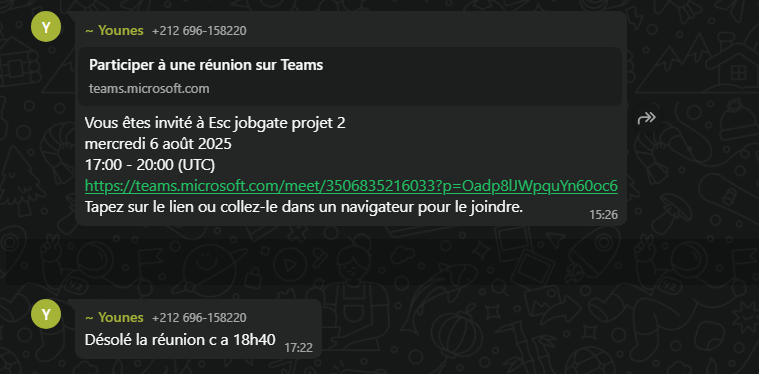 Y
~ Younes +212 696-158220
Participer à une réunion sur Teams
teams.microsoft.com
Vous êtes invité à Esc jobgate projet 2
mercredi 6 août 2025
17:00 - 20:00 (UTC)
https://teams.microsoft.com/meet/3506835216033?p=Oadp8lJWpquYn60oc6
Tapez sur le lien ou collez-le dans un navigateur pour le joindre.
15:26
Y
~ Younes +212 696-158220
Désolé la réunion c a 18h40
17:22